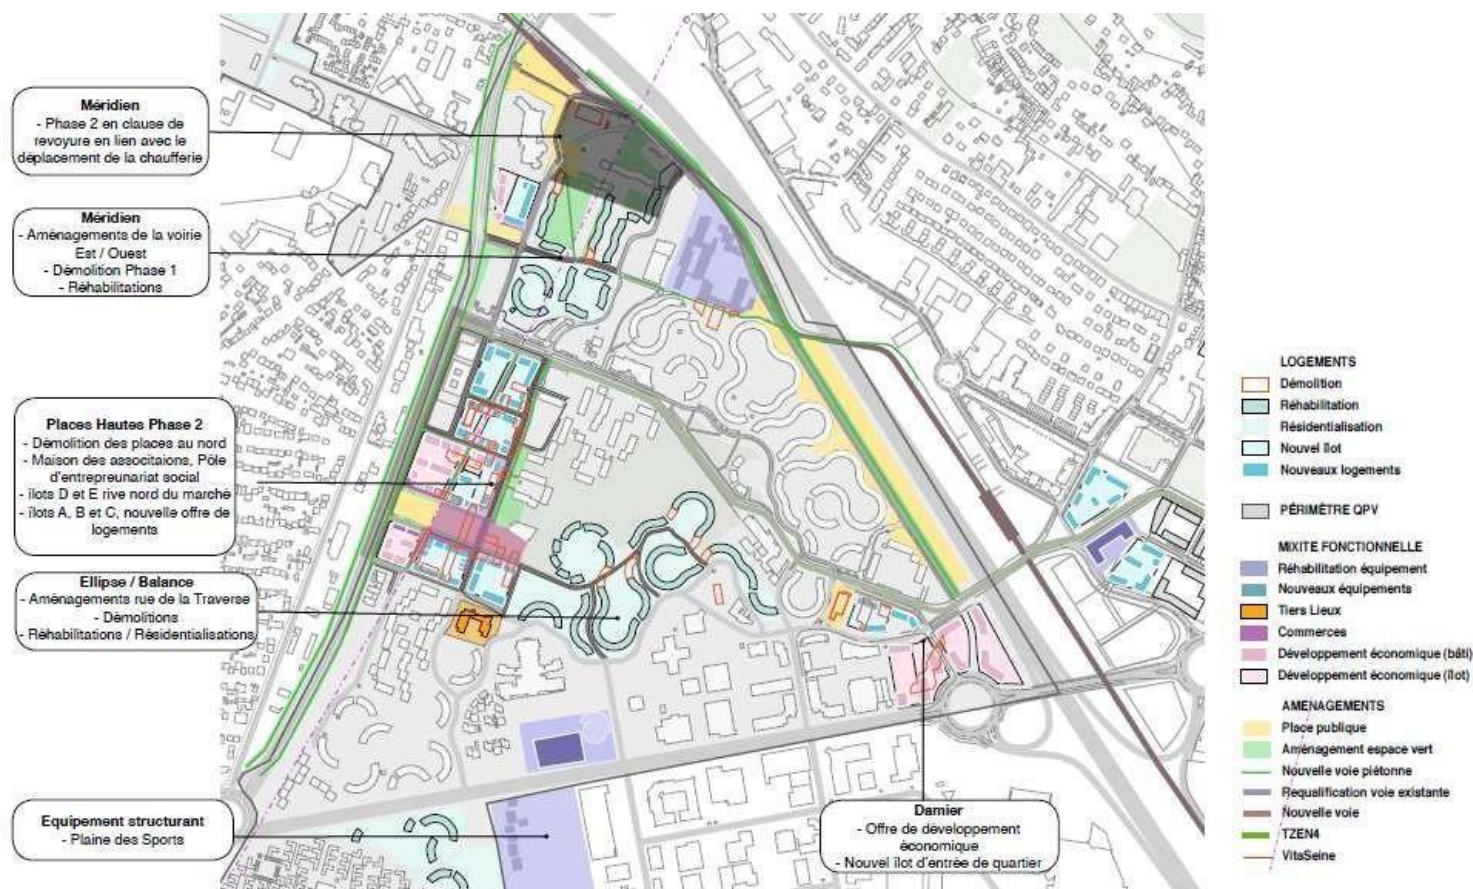 Méridien
- Phase 2 en clause de
revoyure en lien avec le
déplacement de la chaufferie
Méridien
- Aménagements de la voirie
Est / Ouest
- Démolition Phase 1
- Réhabilitations
Places Hautes Phase 2
- Démolition des places au nord
- Maison des associtaions, Pôle
d'entrepreunariat social
- ilots D et E rive nord du marché
- ilots A, B et C, nouvelle offre de
logements
Ellipse / Balance
- Aménagements rue de la Traverse
- Démolitions
- Réhabilitations / Résidentialisations
Equipement structurant
- Plaine des Sports
Damier
- Offre de développement
économique
- Nouvel îlot d'entrée de quartier
LOGEMENTS
Démolition
Réhabilitation
Résidentialisation
Nouvel îlot
Nouveaux logements
PÉRIMÈTRE QPV
MIXITE FONCTIONNELLE
Réhabilitation équipement
Nouveaux équipements
Tiers Lieux
Commerces
Développement économique (bâti)
Développement économique (îlot)
AMENAGEMENTS
Place publique
Aménagement espace vert
Nouvelle voie piétonne
Requalification voie existante
Nouvelle voie
TZEN4
VitaSeine